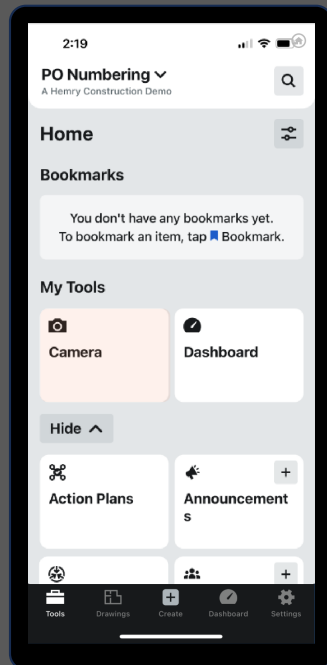 2:19
PO Numbering
A Hemry Construction Demo
Home
Bookmarks
You don't have any bookmarks yet.
To bookmark an item, tap Bookmark.
My Tools
Camera
Dashboard
Hide
Action Plans
Announcement
s
Tools
Drawings
Create
Dashboard
Settings